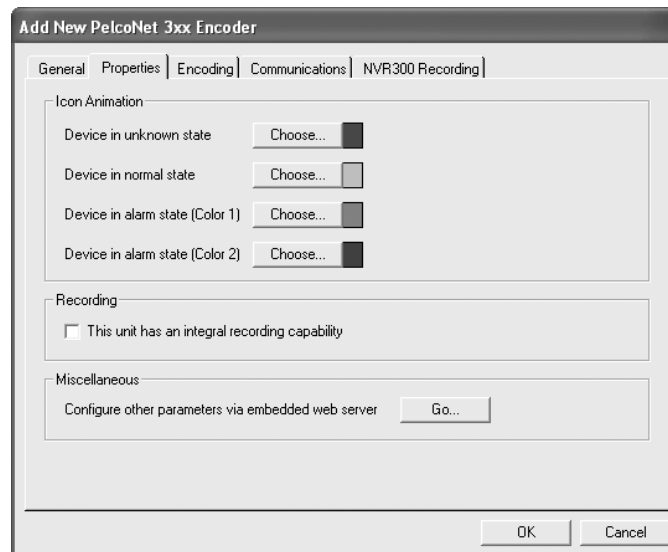 Add New PelcoNet 3xx Encoder
General Properties Encoding Communications NVR300 Recording
Icon Animation
Device in unknown state Choose...
Device in normal state Choose...
Device in alarm state (Color 1) Choose...
Device in alarm state (Color 2) Choose...
Recording
This unit has an integral recording capability
Miscellaneous
Configure other parameters via embedded web server Go...
OK Cancel